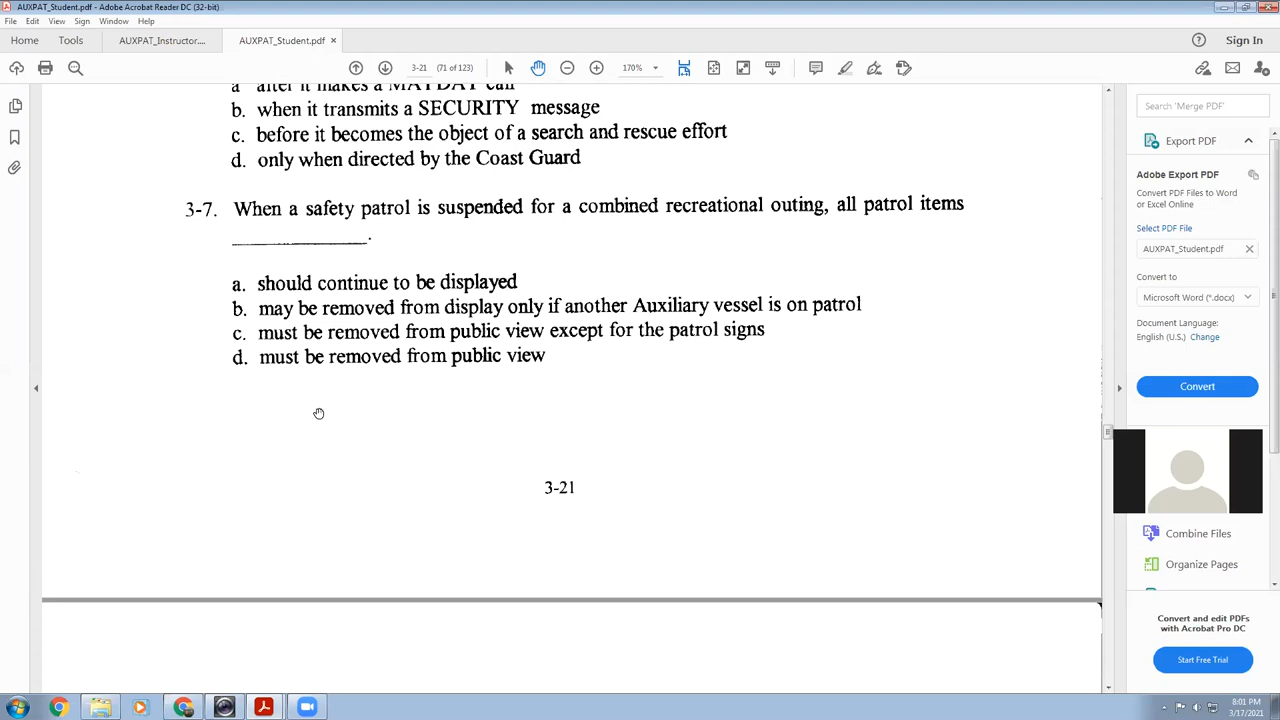 AUXPAT_Student.pdf - Adobe Acrobat Reader DC (32-bit)
File Edit View Sign Window Help
Home Tools AUXPAT_Instructor.... AUXPAT_Student.pdf × Sign In
3-21 (71 of 123) 170%
a after it makes a MAYDAY call
b. when it transmits a SECURITY message
c. before it becomes the object of a search and rescue effort
d. only when directed by the Coast Guard
3-7. When a safety patrol is suspended for a combined recreational outing, all patrol items
____________.
a. should continue to be displayed
b. may be removed from display only if another Auxiliary vessel is on patrol
c. must be removed from public view except for the patrol signs
d. must be removed from public view
3-21
Search 'Merge PDF'
Export PDF
Adobe Export PDF
Convert PDF Files to Word
or Excel Online
Select PDF File
AUXPAT_Student.pdf
Convert to
Microsoft Word (*.docx)
Document Language:
English (U.S.) Change
Convert
Combine Files
Organize Pages
Convert and edit PDFs
with Acrobat Pro DC
Start Free Trial
8:01 PM
3/17/2021